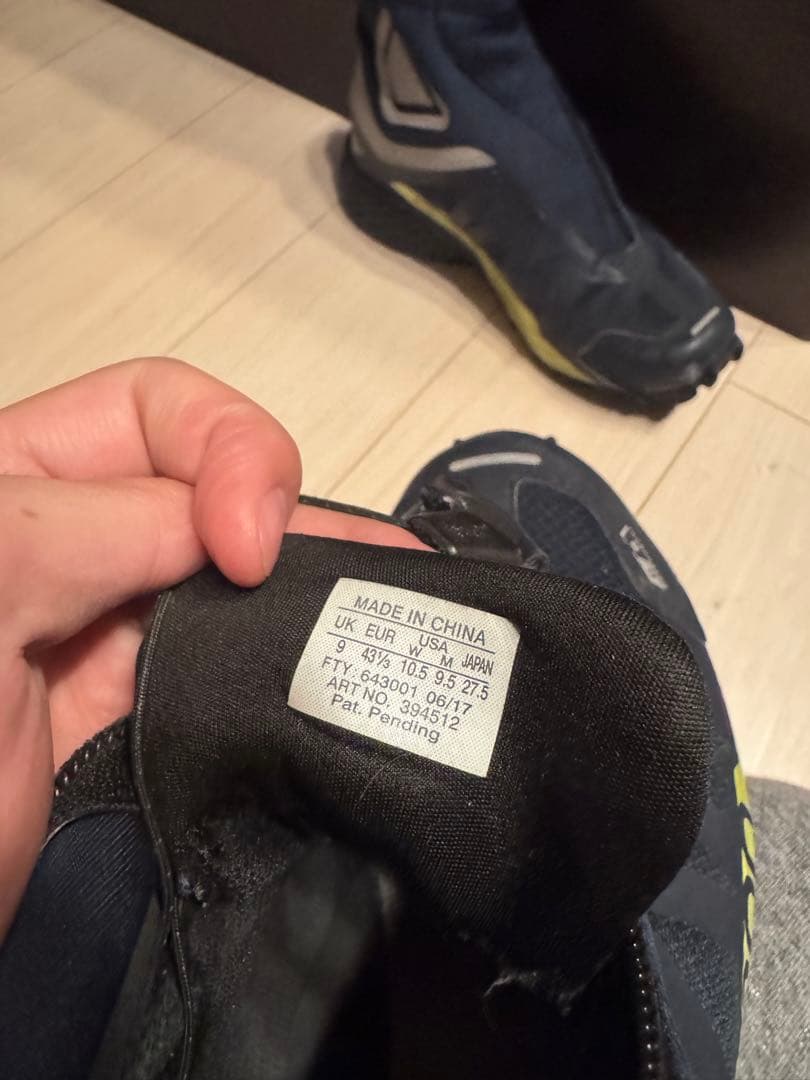 MADE IN CHINA
UK EUR USA JAPAN
W M
9 43⅓ 10.5 9.5 27.5
FTY. 643001 06/17
ART NO. 394512
Pat. Pending